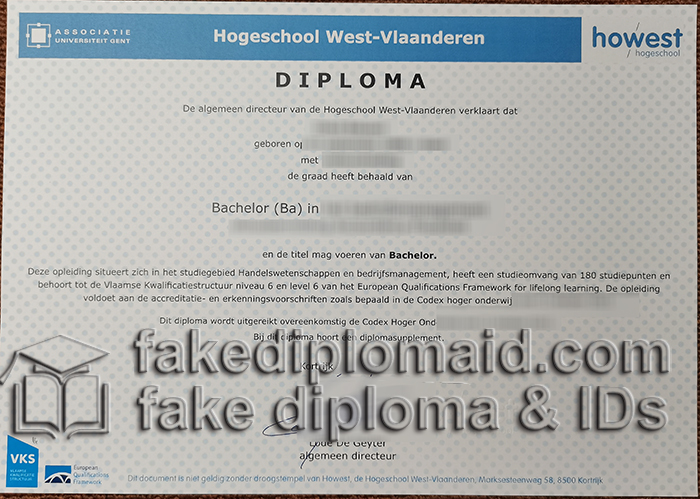 ASSOCIATIE
UNIVERSITEIT GENT
Hogeschool West-Vlaanderen
howest
hogeschool
DIPLOMA
De algemeen directeur van de Hogeschool West-Vlaanderen verklaart dat
geboren op
met
de graad heeft behaald van
Bachelor (Ba) in
en de titel mag voeren van Bachelor.
Deze opleiding situeert zich in het studiegebied Handelswetenschappen en bedrijfsmanagement, heeft een studieomvang van 180 studiepunten en
behoort tot de Vlaamse Kwalificatiestructuur niveau 6 en level 6 van het European Qualifications Framework for lifelong learning. De opleiding
voldoet aan de accreditatie- en erkenningsvoorschriften zoals bepaald in de Codex hoger onderwij
Dit diploma wordt uitgereikt overeenkomstig de Codex Hoger Ond
Bij dit diploma hoort een diplomasupplement.
Kortrijk
fakediplomaid.com
fake diploma & IDs
Lode De Geyter
algemeen directeur
VKS
VLAAMSE
KWALIFICATIE
STRUCTUUR
European
Qualifications
Framework
Dit document is niet geldig zonder droogstempel van Howest, de Hogeschool West-Vlaanderen, Marksesteenweg 58, 8500 Kortrijk